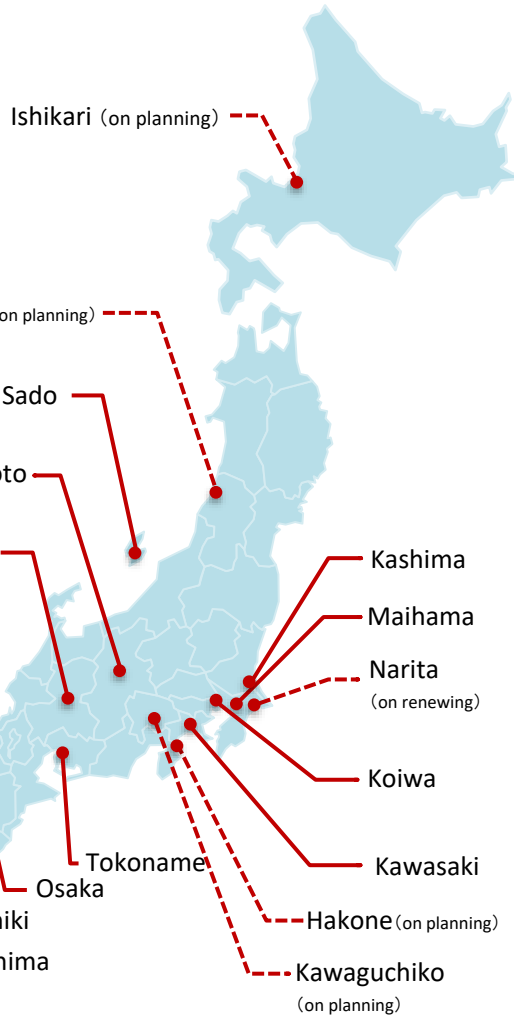 Ishikari (on planning)
on planning)
Sado
oto
Kashima
Maihama
Narita
(on renewing)
Koiwa
Tokoname
Kawasaki
Osaka
niki
Hakone (on planning)
hima
Kawaguchiko
(on planning)